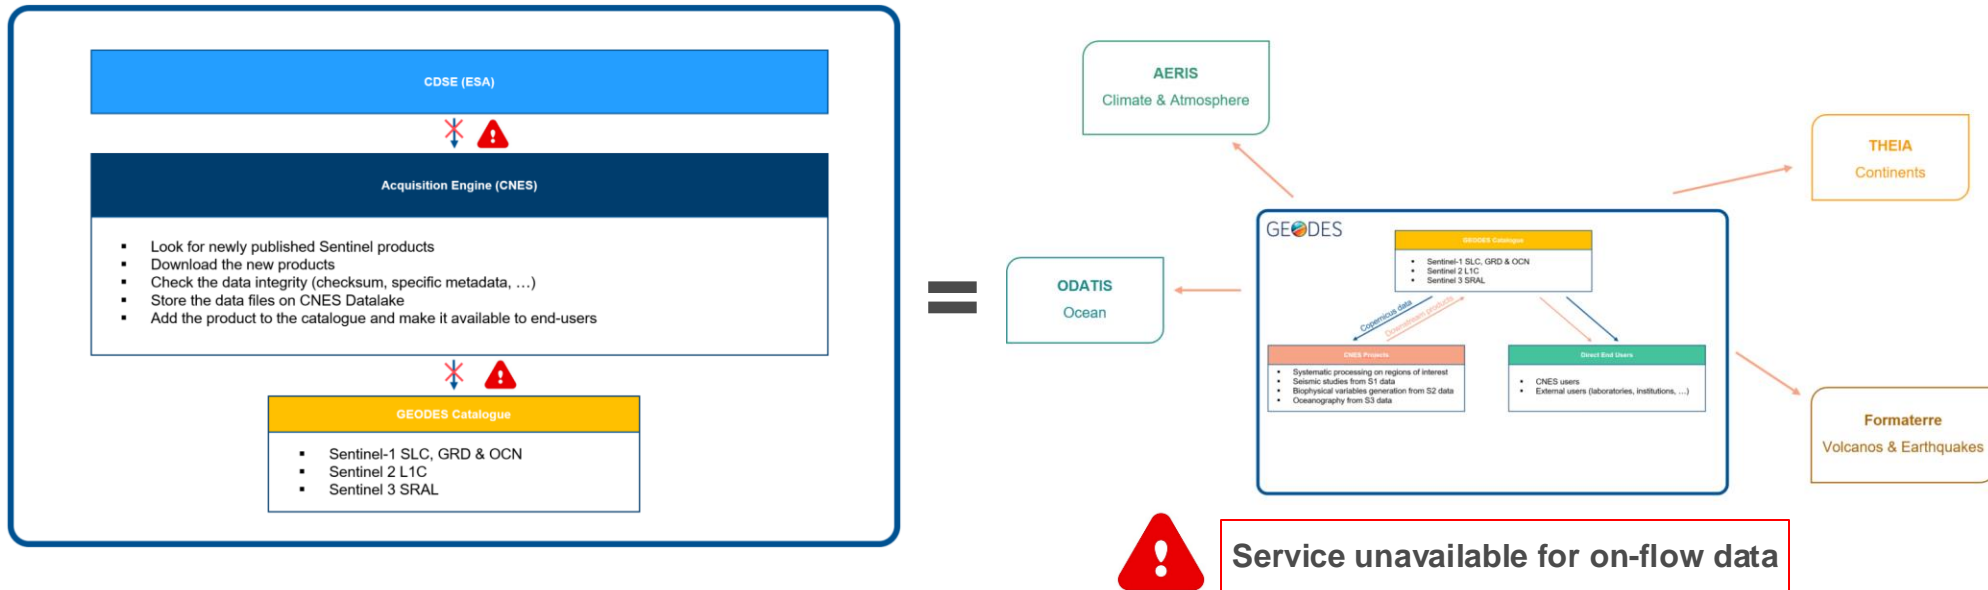 CDSE (ESA)
Acquisition Engine (CNES)
▪ Look for newly published Sentinel products
▪ Download the new products
▪ Check the data integrity (checksum, specific metadata, …)
▪ Store the data files on CNES Datalake
▪ Add the product to the catalogue and make it available to end-users
GEODES Catalogue
▪ Sentinel-1 SLC, GRD & OCN
▪ Sentinel 2 L1C
▪ Sentinel 3 SRAL
=
AERIS
Climate & Atmosphere
THEIA
Continents
ODATIS
Ocean
GEODES
GEODES Catalogue
▪ Sentinel-1 SLC, GRD & OCN
▪ Sentinel 2 L1C
▪ Sentinel 3 SRAL
Copernicus data
Downstream products
CNES Projects
▪ Systematic processing on regions of interest
▪ Seismic studies from S1 data
▪ Biophysical variables generation from S2 data
▪ Oceanography from S3 data
Direct End Users
▪ CNES users
▪ External users (laboratories, institutions, …)
Formaterre
Volcanos & Earthquakes
Service unavailable for on-flow data